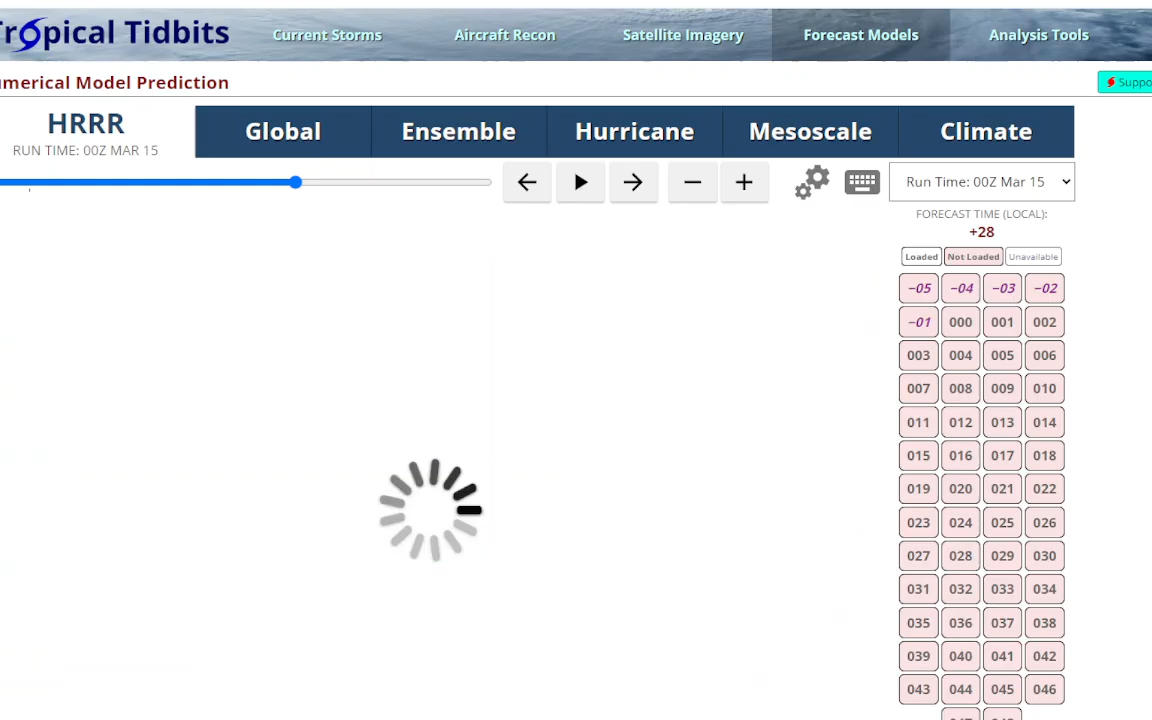 Tropical Tidbits
Current Storms
Aircraft Recon
Satellite Imagery
Forecast Models
Analysis Tools
umerical Model Prediction
Suppo
HRRR
RUN TIME: 00Z MAR 15
Global
Ensemble
Hurricane
Mesoscale
Climate
Run Time: 00Z Mar 15
FORECAST TIME (LOCAL):
+28
Loaded Not Loaded Unavailable
−05 −04 −03 −02
−01 000 001 002
003 004 005 006
007 008 009 010
011 012 013 014
015 016 017 018
019 020 021 022
023 024 025 026
027 028 029 030
031 032 033 034
035 036 037 038
039 040 041 042
043 044 045 046